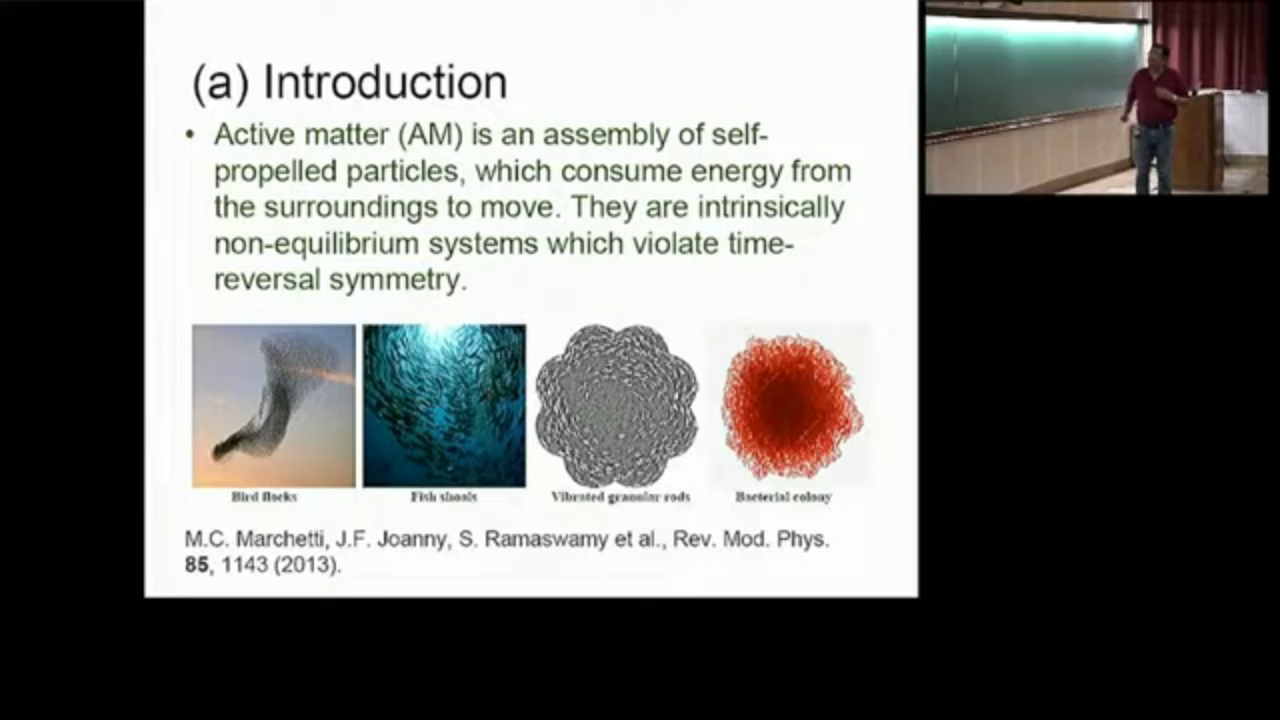 (a) Introduction
• Active matter (AM) is an assembly of self-
propelled particles, which consume energy from
the surroundings to move. They are intrinsically
non-equilibrium systems which violate time-
reversal symmetry.
Bird flocks
Fish shoals
Vibrated granular rods
Bacterial colony
M.C. Marchetti, J.F. Joanny, S. Ramaswamy et al., Rev. Mod. Phys.
85, 1143 (2013).